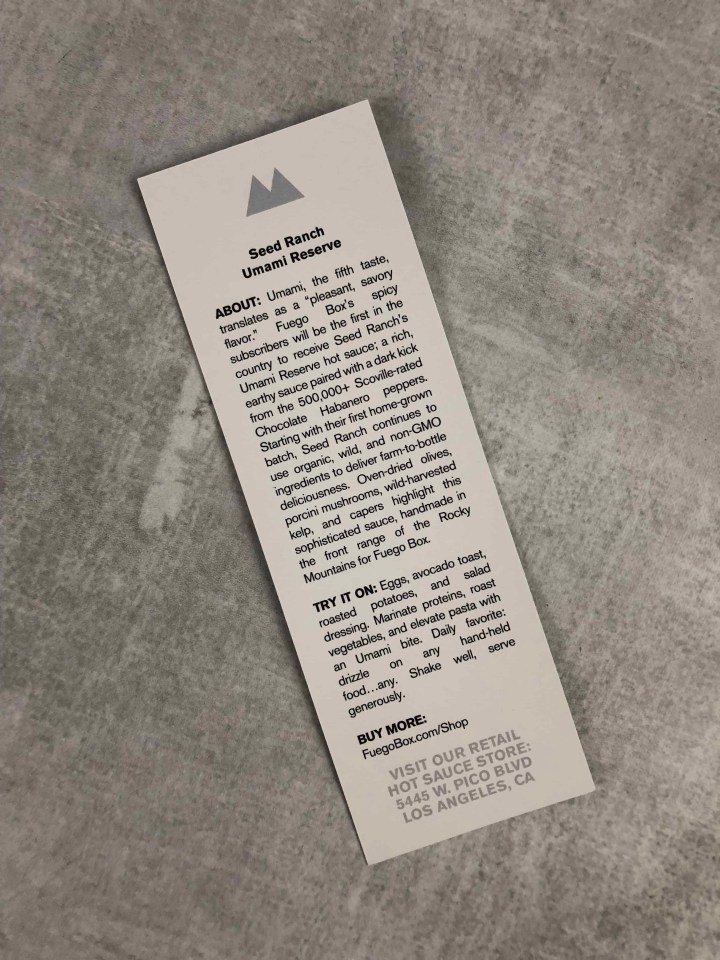 Seed Ranch
Umami Reserve
ABOUT: Umami, the fifth taste,
translates as a "pleasant, savory
flavor." Fuego Box's spicy
subscribers will be the first in the
country to receive Seed Ranch's
Umami Reserve hot sauce; a rich,
earthy sauce paired with a dark kick
from the 500,000+ Scoville-rated
Chocolate Habanero peppers.
Starting with their first home-grown
batch, Seed Ranch continues to
use organic, wild, and non-GMO
ingredients to deliver farm-to-bottle
deliciousness. Oven-dried olives,
porcini mushrooms, wild-harvested
kelp, and capers highlight this
sophisticated sauce, handmade in
the front range of the Rocky
Mountains for Fuego Box.
TRY IT ON: Eggs, avocado toast,
roasted potatoes, and salad
dressing. Marinate proteins, roast
vegetables, and elevate pasta with
an Umami bite. Daily favorite:
drizzle on any hand-held
food...any. Shake well, serve
generously.
BUY MORE:
FuegoBox.com/Shop
VISIT OUR RETAIL
HOT SAUCE STORE:
5445 W. PICO BLVD
LOS ANGELES, CA